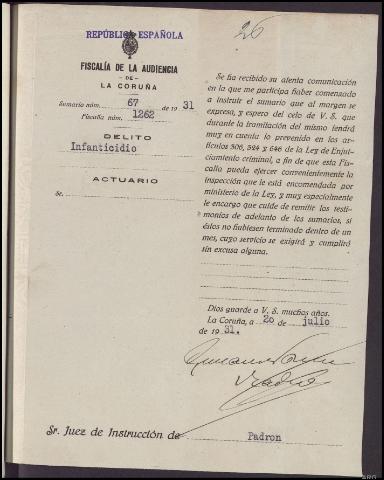 26
REPÚBLICA ESPAÑOLA
FISCALÍA DE LA AUDIENCIA
— DE —
LA CORUÑA
Sumario núm. 67 de 1931
Fiscalía núm. 1262
DELITO
Infanticidio
ACTUARIO
Sr.
Se ha recibido su atenta comunicación
en la que me participa haber comenzado
a instruir el sumario que al margen se
expresa, y espero del celo de V. S. que
durante la tramitación del mismo tendrá
muy en cuenta lo prevenido en los ar-
tículos 306, 324 y 646 de la Ley de Enjui-
ciamiento criminal, a fin de que esta Fis-
calía pueda ejercer convenientemente la
inspección que le está encomendada por
ministerio de la Ley, y muy especialmente
le encargo que cuide de remitir los testi-
monios de adelanto de los sumarios, si
éstos no hubiesen terminado dentro de un
mes, cuyo servicio se exigirá y cumplirá
sin excusa alguna.
Dios guarde a V. S. muchos años.
La Coruña, a 20 de julio
de 1931.
Sr. Juez de Instrucción de Padron